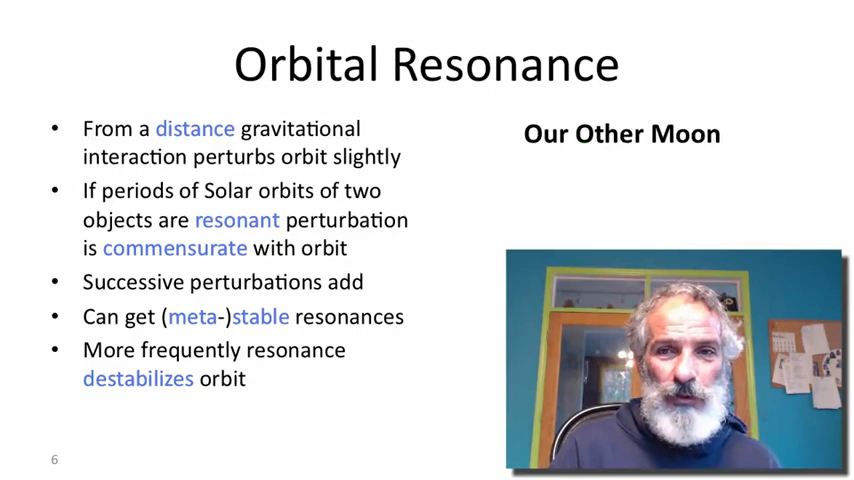 Orbital Resonance
• From a distance gravitational
interaction perturbs orbit slightly
• If periods of Solar orbits of two
objects are resonant perturbation
is commensurate with orbit
• Successive perturbations add
• Can get (meta-)stable resonances
• More frequently resonance
destabilizes orbit
Our Other Moon
6